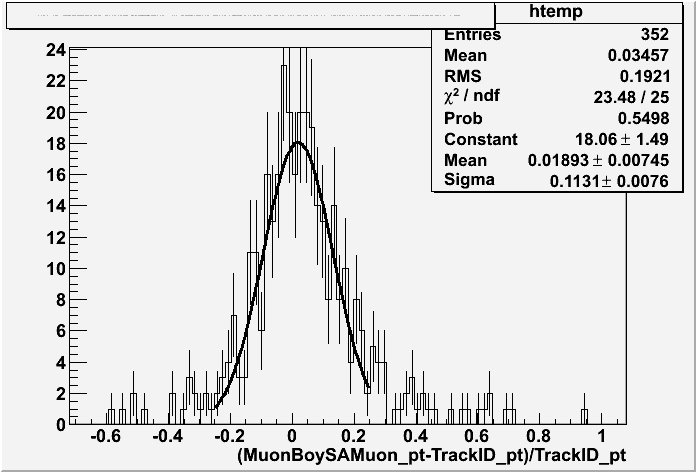 htemp
Entries 352
Mean 0.03457
RMS 0.1921
χ² / ndf 23.48 / 25
Prob 0.5498
Constant 18.06 ± 1.49
Mean 0.01893 ± 0.00745
Sigma 0.1131 ± 0.0076
24
22
20
18
16
14
12
10
8
6
4
2
0
-0.6 -0.4 -0.2 0 0.2 0.4 0.6 0.8 1
(MuonBoySAMuon_pt-TrackID_pt)/TrackID_pt